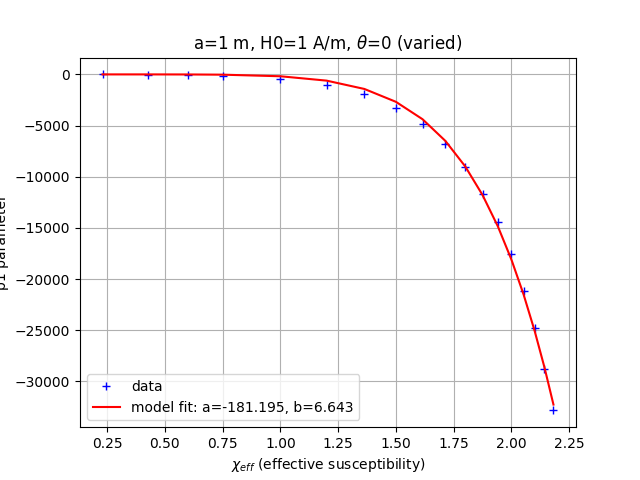 a=1 m, H0=1 A/m, θ=0 (varied)
0
−5000
−10000
−15000
−20000
−25000
−30000
p1 parameter
data
model fit: a=-181.195, b=6.643
0.25 0.50 0.75 1.00 1.25 1.50 1.75 2.00 2.25
χeff (effective susceptibility)